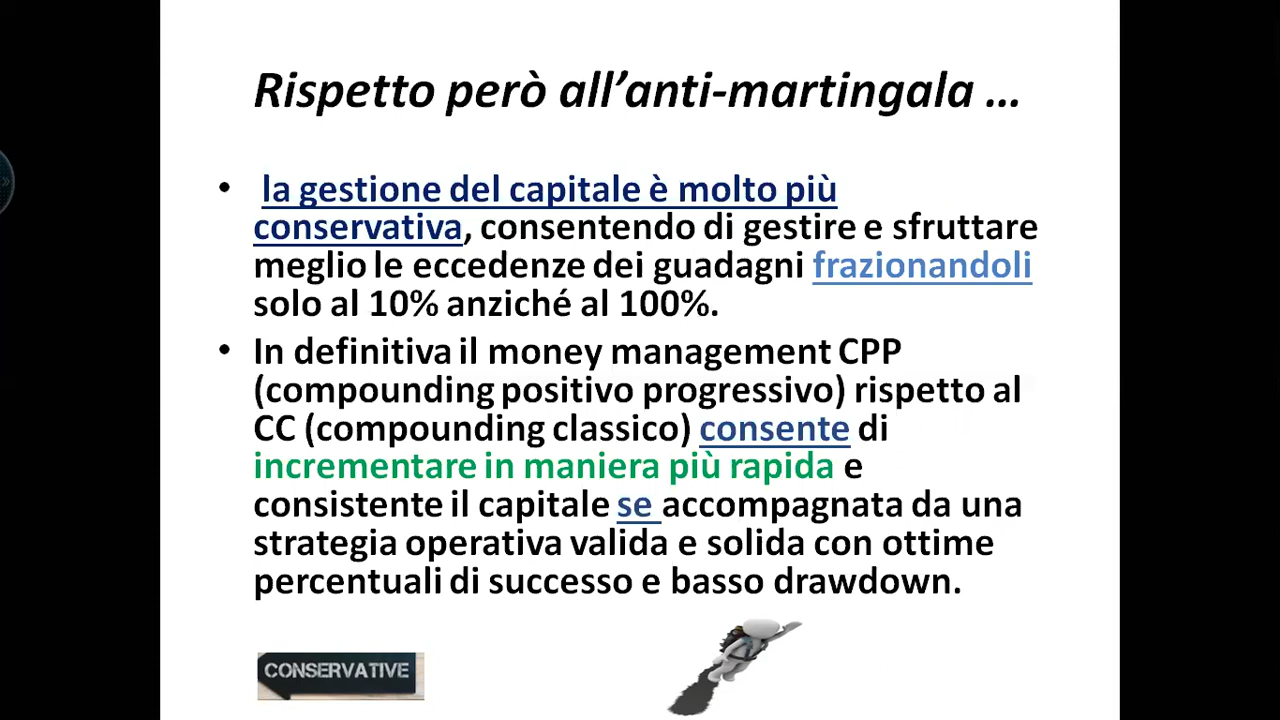 Rispetto però all’anti-martingala ...
• la gestione del capitale è molto più
conservativa, consentendo di gestire e sfruttare
meglio le eccedenze dei guadagni frazionandoli
solo al 10% anziché al 100%.
• In definitiva il money management CPP
(compounding positivo progressivo) rispetto al
CC (compounding classico) consente di
incrementare in maniera più rapida e
consistente il capitale se accompagnata da una
strategia operativa valida e solida con ottime
percentuali di successo e basso drawdown.
CONSERVATIVE